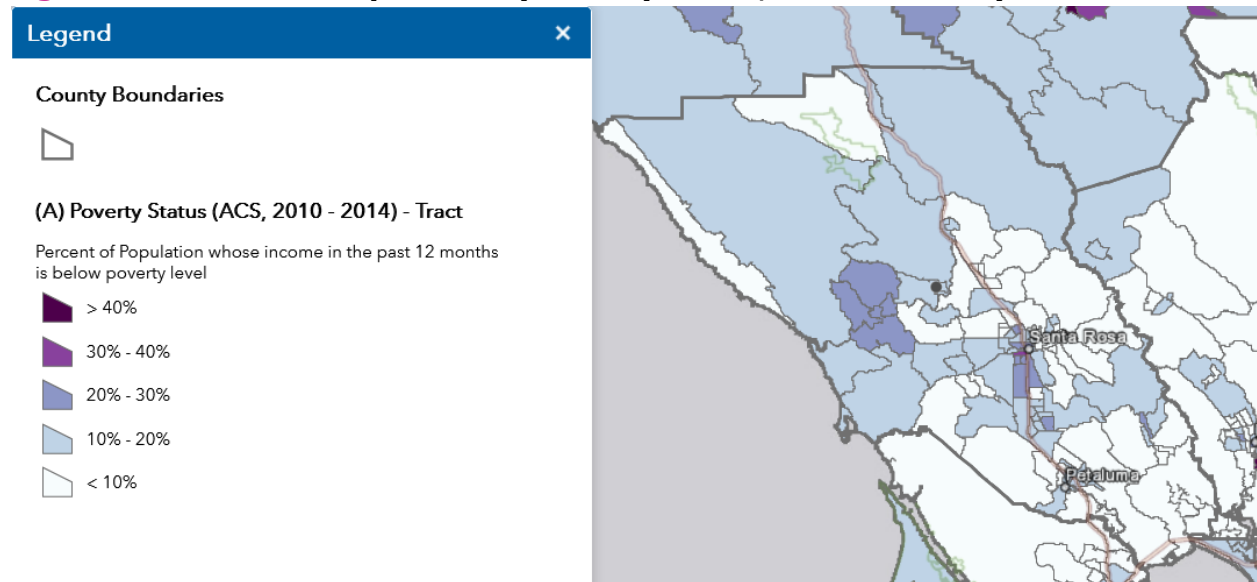 Legend ×
County Boundaries
(A) Poverty Status (ACS, 2010 - 2014) - Tract
Percent of Population whose income in the past 12 months
is below poverty level
> 40%
30% - 40%
20% - 30%
10% - 20%
< 10%
Santa Rosa
Petaluma